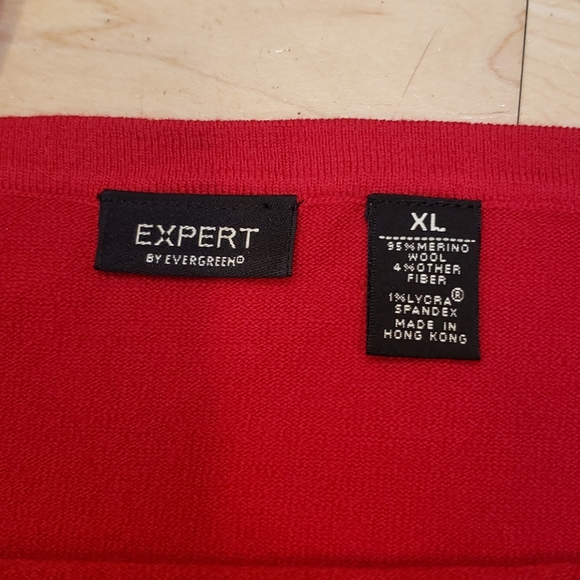 EXPERT
BY EVERGREEN®
XL
95%MERINO
WOOL
4%OTHER
FIBER
1%LYCRA®
SPANDEX
MADE IN
HONG KONG